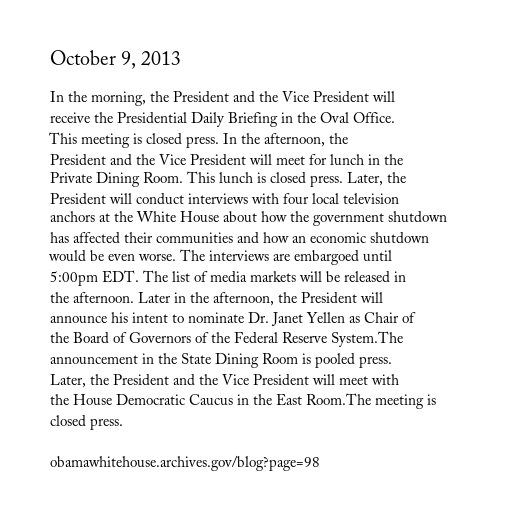 October 9, 2013
In the morning, the President and the Vice President will
receive the Presidential Daily Briefing in the Oval Office.
This meeting is closed press. In the afternoon, the
President and the Vice President will meet for lunch in the
Private Dining Room. This lunch is closed press. Later, the
President will conduct interviews with four local television
anchors at the White House about how the government shutdown
has affected their communities and how an economic shutdown
would be even worse. The interviews are embargoed until
5:00pm EDT. The list of media markets will be released in
the afternoon. Later in the afternoon, the President will
announce his intent to nominate Dr. Janet Yellen as Chair of
the Board of Governors of the Federal Reserve System.The
announcement in the State Dining Room is pooled press.
Later, the President and the Vice President will meet with
the House Democratic Caucus in the East Room.The meeting is
closed press.
obamawhitehouse.archives.gov/blog?page=98